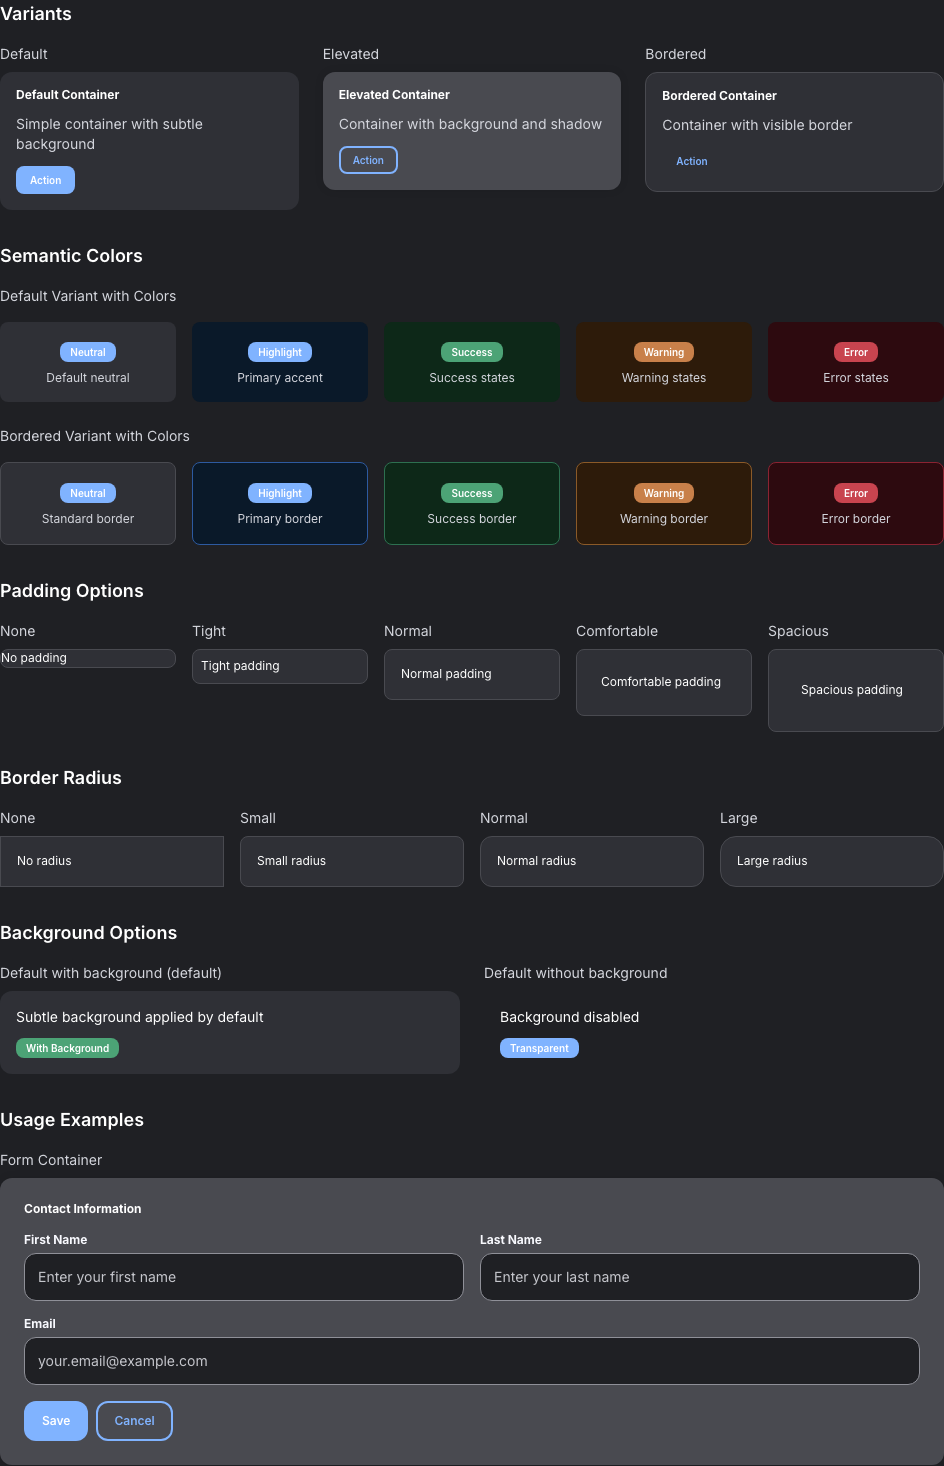 Variants
Default
Elevated
Bordered
Default Container
Simple container with subtle
background
Action
Elevated Container
Container with background and shadow
Action
Bordered Container
Container with visible border
Action
Semantic Colors
Default Variant with Colors
Neutral
Default neutral
Highlight
Primary accent
Success
Success states
Warning
Warning states
Error
Error states
Bordered Variant with Colors
Neutral
Standard border
Highlight
Primary border
Success
Success border
Warning
Warning border
Error
Error border
Padding Options
None
Tight
Normal
Comfortable
Spacious
No padding
Tight padding
Normal padding
Comfortable padding
Spacious padding
Border Radius
None
Small
Normal
Large
No radius
Small radius
Normal radius
Large radius
Background Options
Default with background (default)
Default without background
Subtle background applied by default
With Background
Background disabled
Transparent
Usage Examples
Form Container
Contact Information
First Name
Last Name
Enter your first name
Enter your last name
Email
your.email@example.com
Save
Cancel